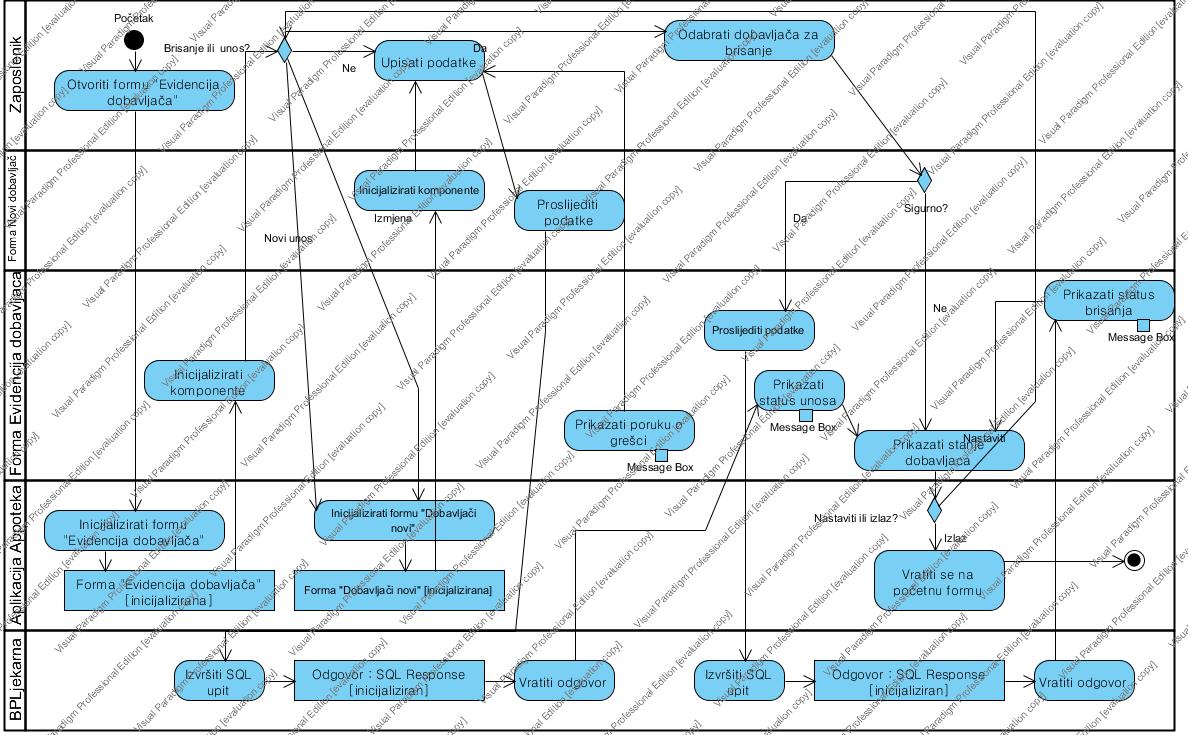 Zaposlenik
Početak
Otvoriti formu "Evidencija
dobavljača"
Brisanje ili unos?
Ne
Upisati podatke
Da
Odabrati dobavljača za
brisanje
Forma Novi dobavljač
Inicijalizirati komponente
Izmjena
Novi unos
Proslijediti
podatke
Sigurno?
Da
Forma Evidencija dobavljača
Inicijalizirati
komponente
Prikazati poruku o
grešci
Message Box
Proslijediti podatke
Prikazati
status unosa
Message Box
Ne
Prikazati status
brisanja
Message Box
Nastaviti
Prikazati stanje
dobavljača
Aplikacija Appoteka
Inicijalizirati formu
"Evidencija dobavljača"
Forma "Evidencija dobavljača"
[inicijalizirana]
Inicijalizirati formu "Dobavljači
novi"
Forma "Dobavljači novi" [inicijalizirana]
Nastaviti ili izlaz?
Izlaz
Vratiti se na
početnu formu
BPLjekarna
Izvršiti SQL
upit
Odgovor : SQL Response
[inicijaliziran]
Vratiti odgovor
Izvršiti SQL
upit
Odgovor : SQL Response
[inicijaliziran]
Vratiti odgovor
Visual Paradigm Professional Edition [evaluation copy]